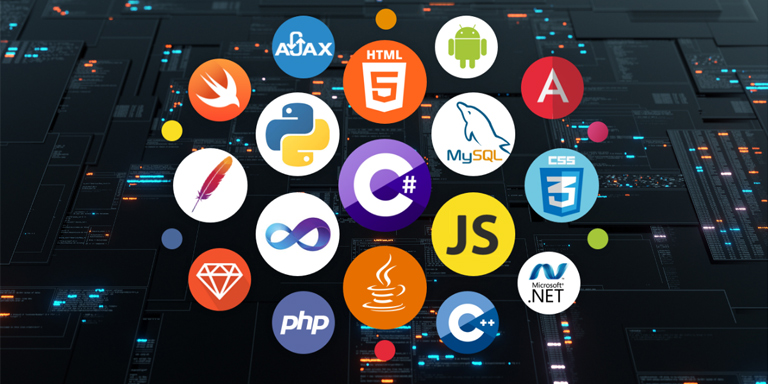 AJAX
HTML
5
A
MySQL
C#
CSS
3
JS
Microsoft®
.NET
php
C++